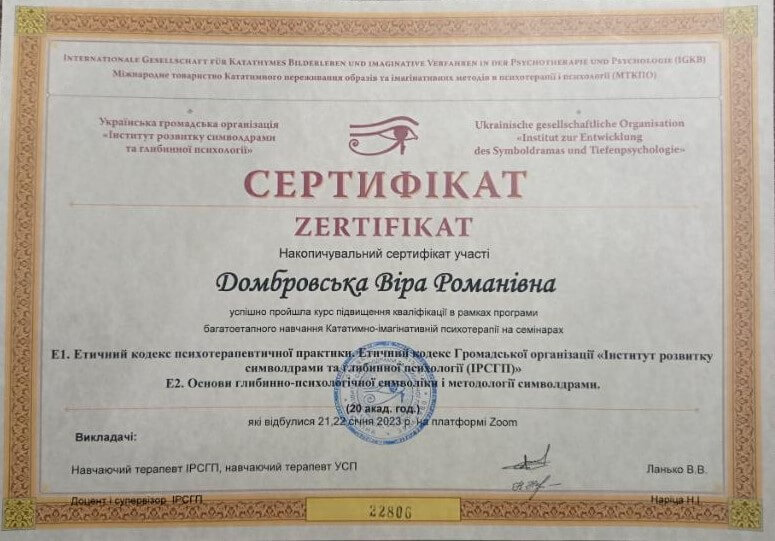 INTERNATIONALE GESELLSCHAFT FÜR KATATHYMES BILDERLEBEN UND IMAGINATIVE VERFAHREN IN DER PSYCHOTHERAPIE UND PSYCHOLOGIE (IGKB)
Міжнародне товариство Кататимного переживання образів та імагінативних методів в психотерапії і психології (МТКПО)
Українська громадська організація
«Інститут розвитку символдрами
та глибинної психології»
Ukrainische gesellschaftliche Organisation
«Institut zur Entwicklung
des Symboldramas und Tiefenpsychologie»
СЕРТИФІКАТ
ZERTIFIKAT
Накопичувальний сертифікат участі
Домбровська Віра Романівна
успішно пройшла курс підвищення кваліфікації в рамках програми
багатоетапного навчання Кататимно-імагінативній психотерапії на семінарах
Е1. Етичний кодекс психотерапевтичної практики. Етичний кодекс Громадської організації «Інститут розвитку
символдрами та глибинної психології (ІРСГП)»
Е2. Основи глибинно-психологічної символіки і методології символдрами.
(20 акад. год.)
які відбулися 21,22 січня 2023 р. на платформі Zoom
Викладачі:
Навчаючий терапевт ІРСГП, навчаючий терапевт УСП
Ланько В.В.
Доцент і супервізор ІРСГП
Наріца Н.І.
22806